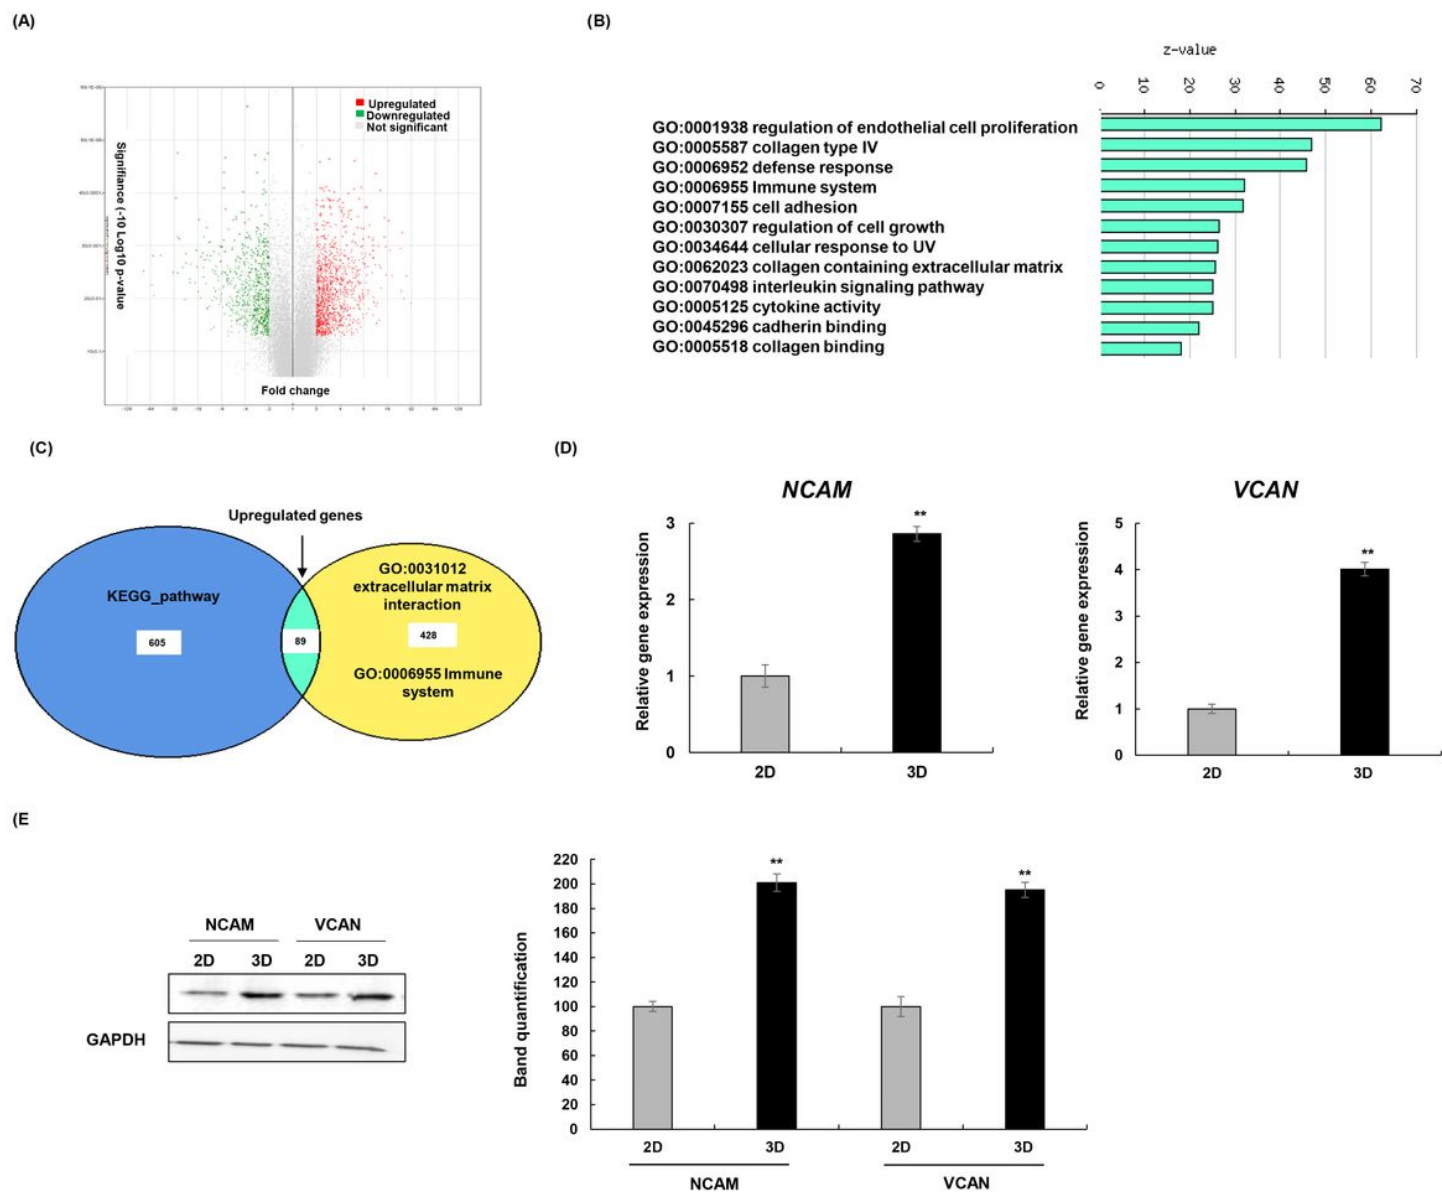 (A)
Upregulated
Downregulated
Not significant
Signifiance (-10 Log10 p-value
Fold change
(B)
z-value
0 10 20 30 40 50 60 70
GO:0001938 regulation of endothelial cell proliferation
GO:0005587 collagen type IV
GO:0006952 defense response
GO:0006955 Immune system
GO:0007155 cell adhesion
GO:0030307 regulation of cell growth
GO:0034644 cellular response to UV
GO:0062023 collagen containing extracellular matrix
GO:0070498 interleukin signaling pathway
GO:0005125 cytokine activity
GO:0045296 cadherin binding
GO:0005518 collagen binding
(C)
Upregulated genes
KEGG_pathway
605
89
GO:0031012
extracellular matrix
interaction
428
GO:0006955 Immune
system
(D)
NCAM
Relative gene expression
3
2
1
0
**
2D 3D
VCAN
Relative gene expression
5
4
3
2
1
0
**
2D 3D
(E
NCAM VCAN
2D 3D 2D 3D
GAPDH
Band quantification
220
200
180
160
140
120
100
80
60
40
20
0
** **
2D 3D 2D 3D
NCAM VCAN